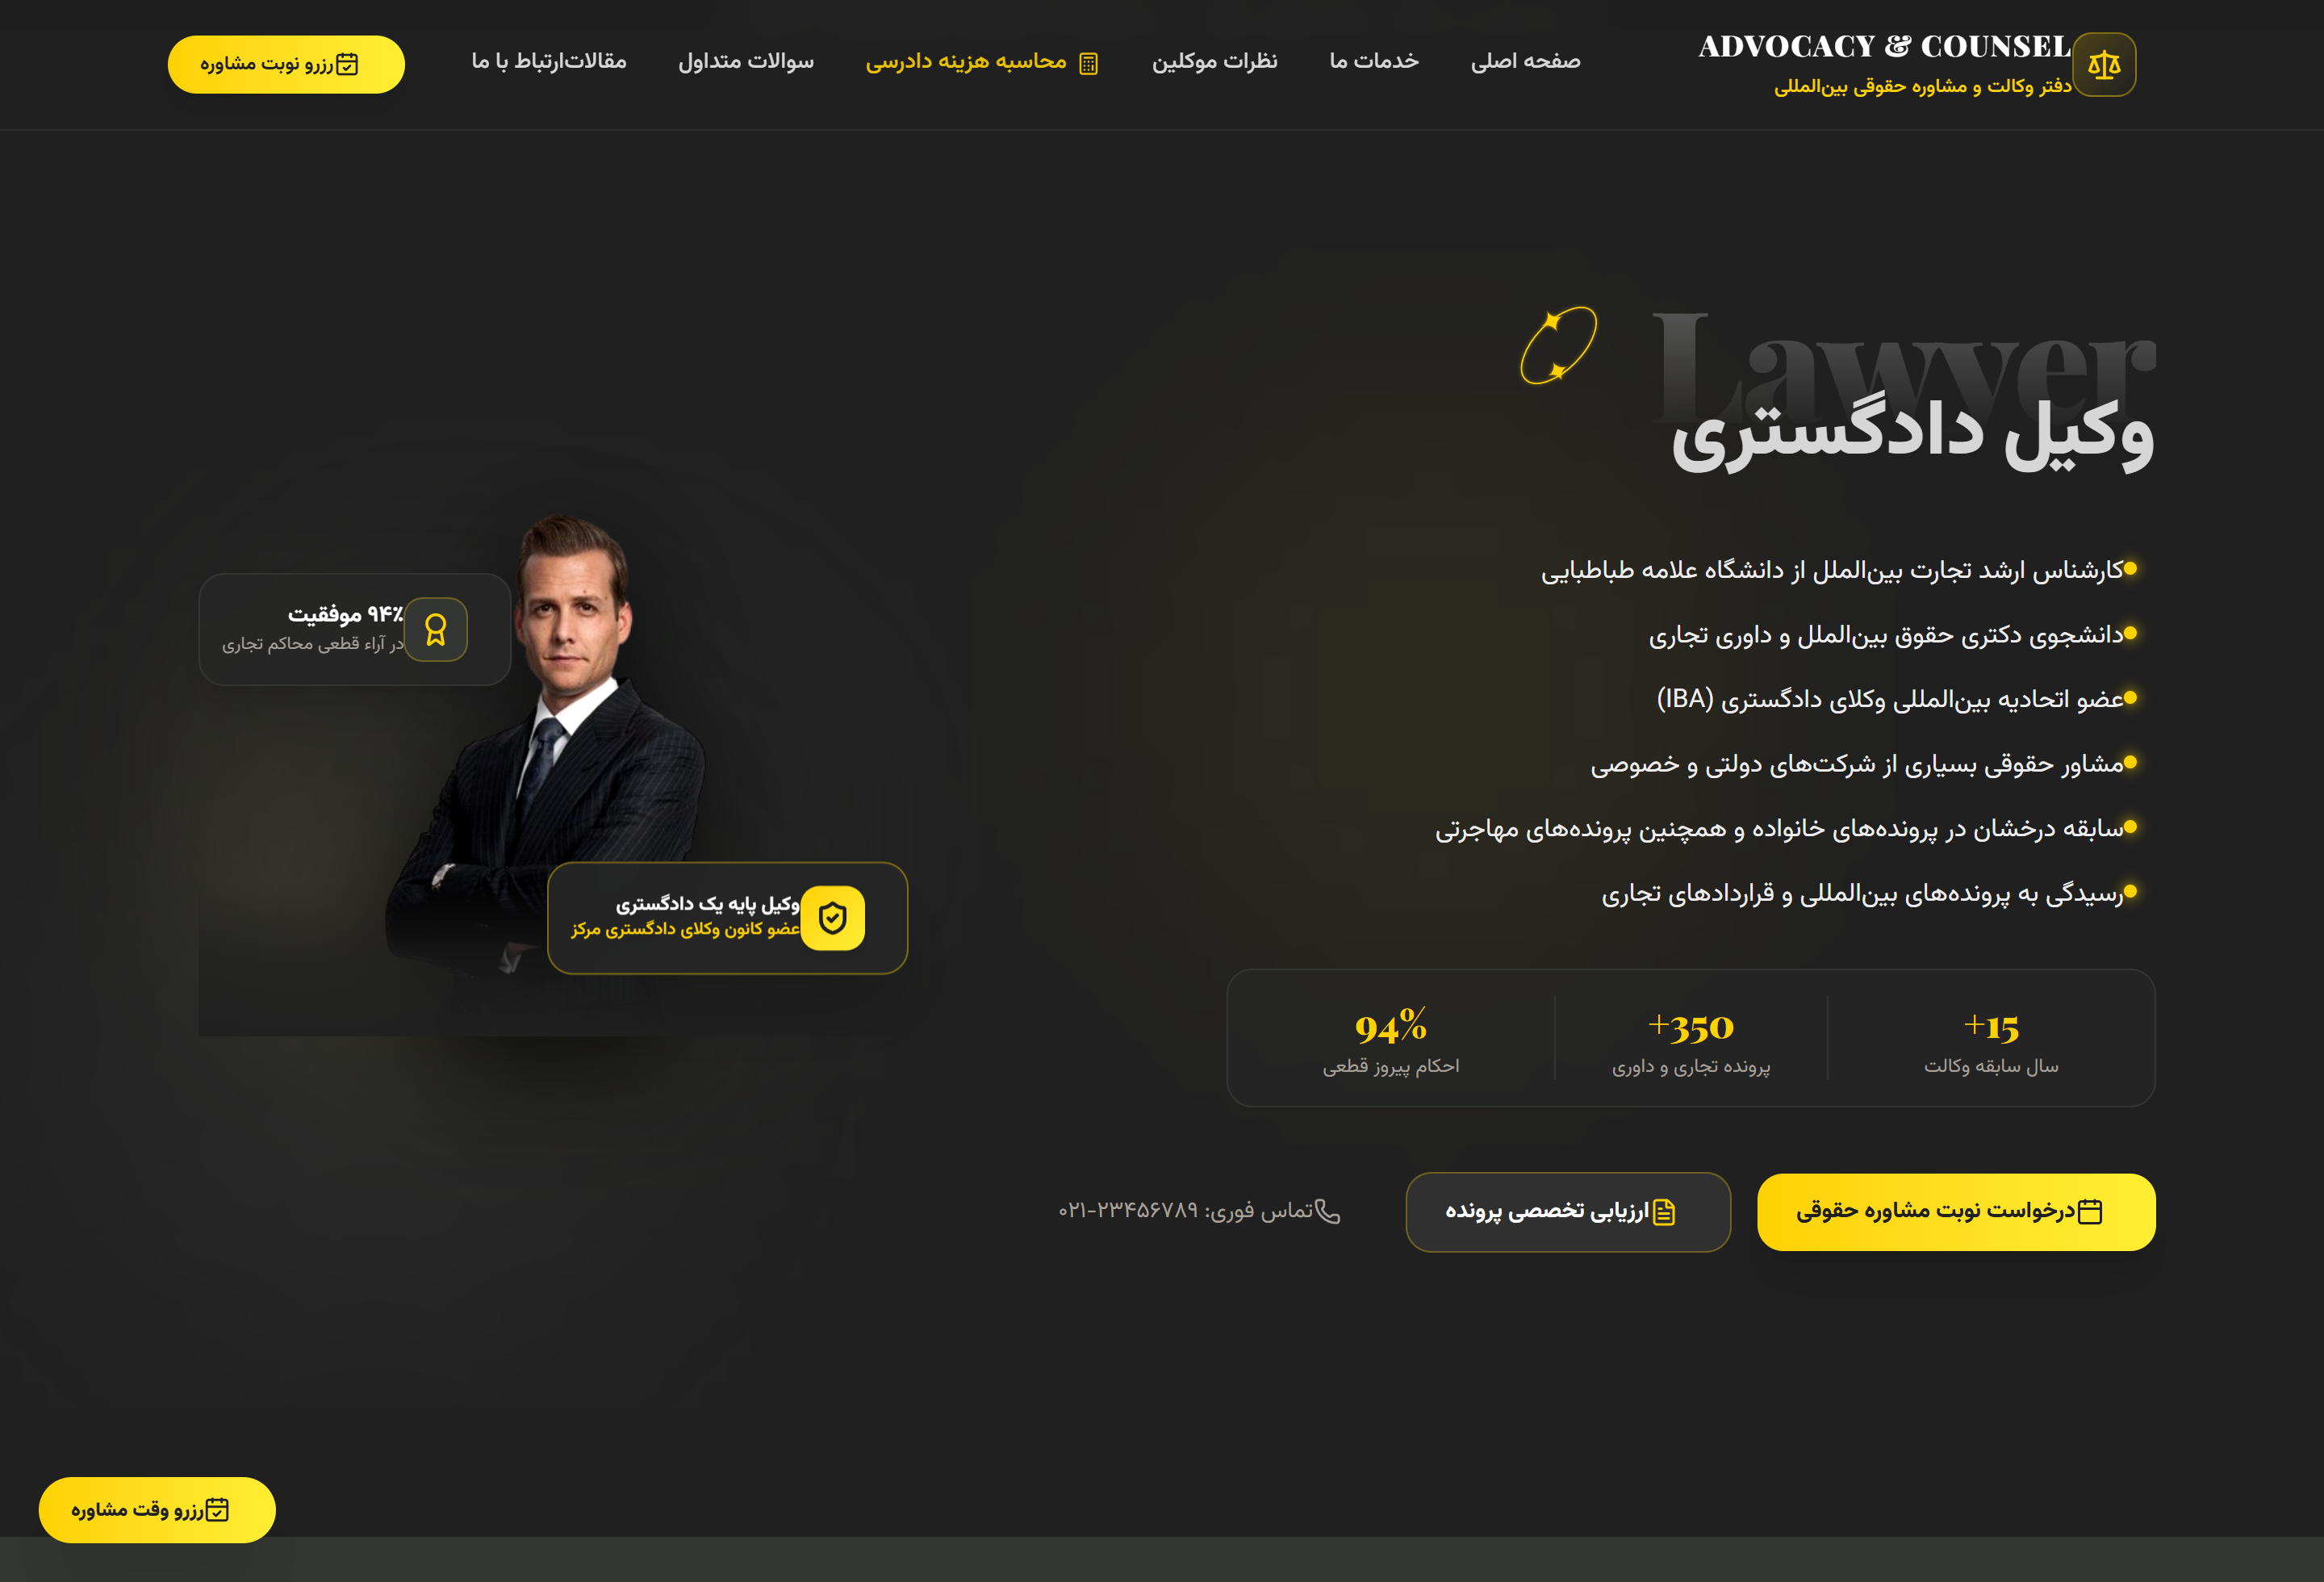 ADVOCACY & COUNSEL
دفتر وکالت و مشاوره حقوقی بین‌المللی
صفحه اصلی
خدمات ما
نظرات موکلین
محاسبه هزینه دادرسی
سوالات متداول
مقالات
ارتباط با ما
رزرو نوبت مشاوره
Lawyer
وکیل دادگستری
کارشناس ارشد تجارت بین‌الملل از دانشگاه علامه طباطبایی
دانشجوی دکتری حقوق بین‌الملل و داوری تجاری
عضو اتحادیه بین‌المللی وکلای دادگستری (IBA)
مشاور حقوقی بسیاری از شرکت‌های دولتی و خصوصی
سابقه درخشان در پرونده‌های خانواده و همچنین پرونده‌های مهاجرتی
رسیدگی به پرونده‌های بین‌المللی و قراردادهای تجاری
+15
سال سابقه وکالت
+350
پرونده تجاری و داوری
94%
احکام پیروز قطعی
درخواست نوبت مشاوره حقوقی
ارزیابی تخصصی پرونده
تماس فوری: ۰۲۱-۲۳۴۵۶۷۸۹
۹۴٪ موفقیت
در آراء قطعی محاکم تجاری
وکیل پایه یک دادگستری
عضو کانون وکلای دادگستری مرکز
رزرو وقت مشاوره